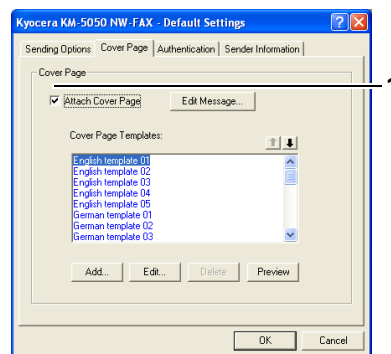 Kyocera KM-5050 NW-FAX - Default Settings
Sending Options Cover Page Authentication Sender Information
Cover Page
1
Attach Cover Page Edit Message...
Cover Page Templates:
English template 01
English template 02
English template 03
English template 04
English template 05
German template 01
German template 02
German template 03
Add... Edit... Delete Preview
OK Cancel